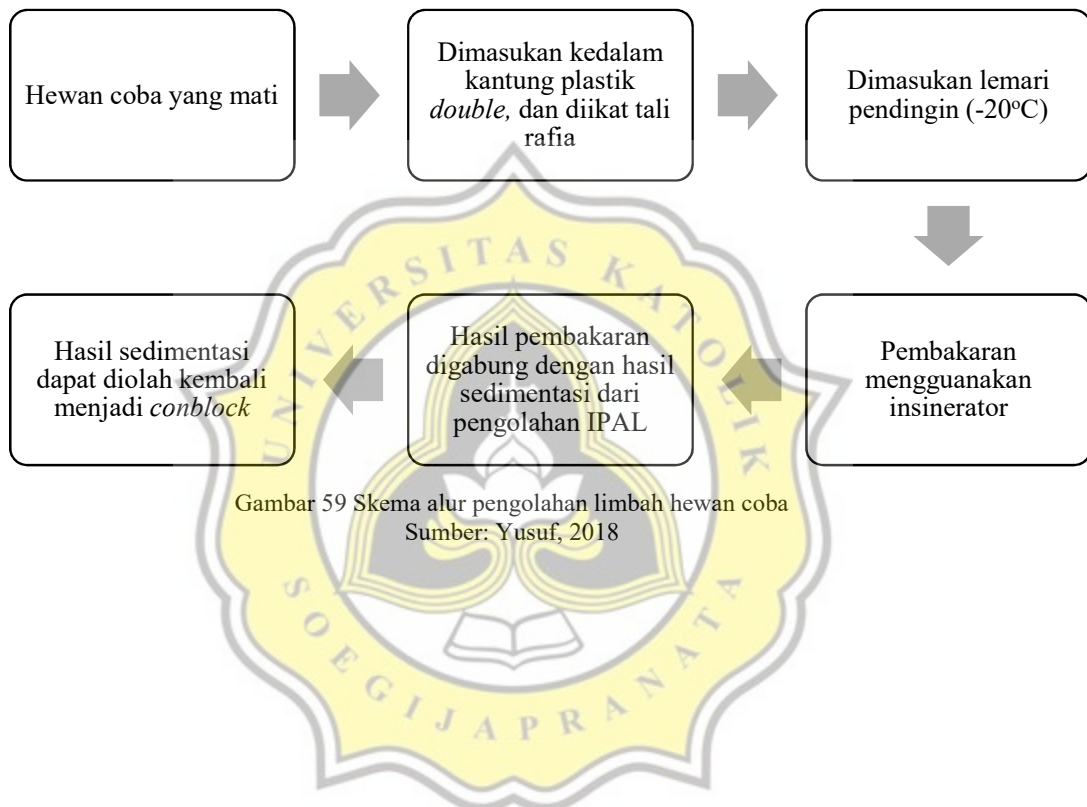 Hewan coba yang mati
Dimasukan kedalam
kantung plastik
double, dan diikat tali
rafia
Dimasukan lemari
pendingin (-20°C)
Pembakaran
mengguanakan
insinerator
Hasil pembakaran
digabung dengan hasil
sedimentasi dari
pengolahan IPAL
Hasil sedimentasi
dapat diolah kembali
menjadi conblock
Gambar 59 Skema alur pengolahan limbah hewan coba
Sumber: Yusuf, 2018
UNIVERSITAS KATOLIK
SOEGIJAPRANATA